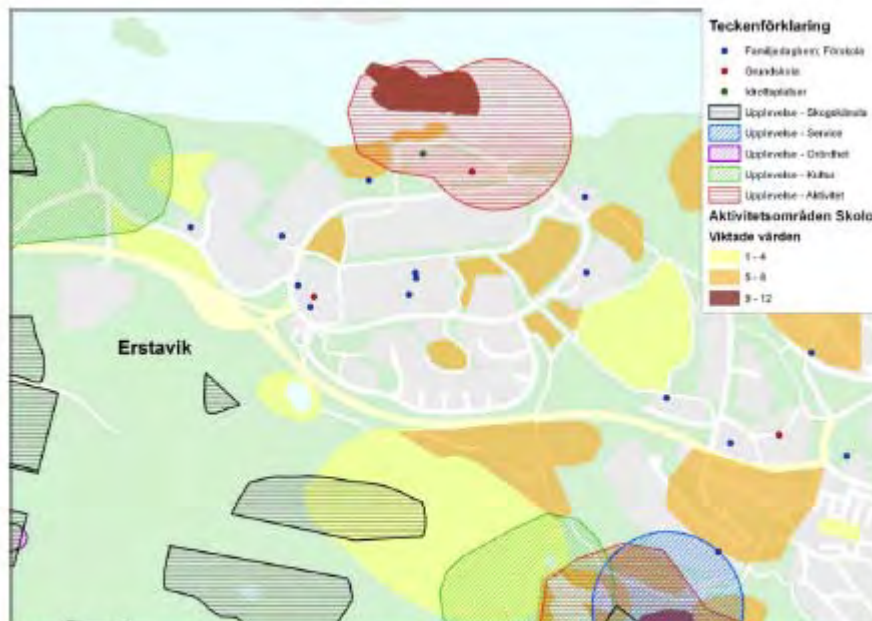 Teckenförklaring
Familjedaghem; Förskola
Grundskola
Idrottsplatser
Upplevelse - Skogskänsla
Upplevelse - Service
Upplevelse - Orördhet
Upplevelse - Kultur
Upplevelse - Aktivitet
Aktivitetsområden Skolo
Viktade värden
1 - 4
5 - 8
9 - 12
Erstavik